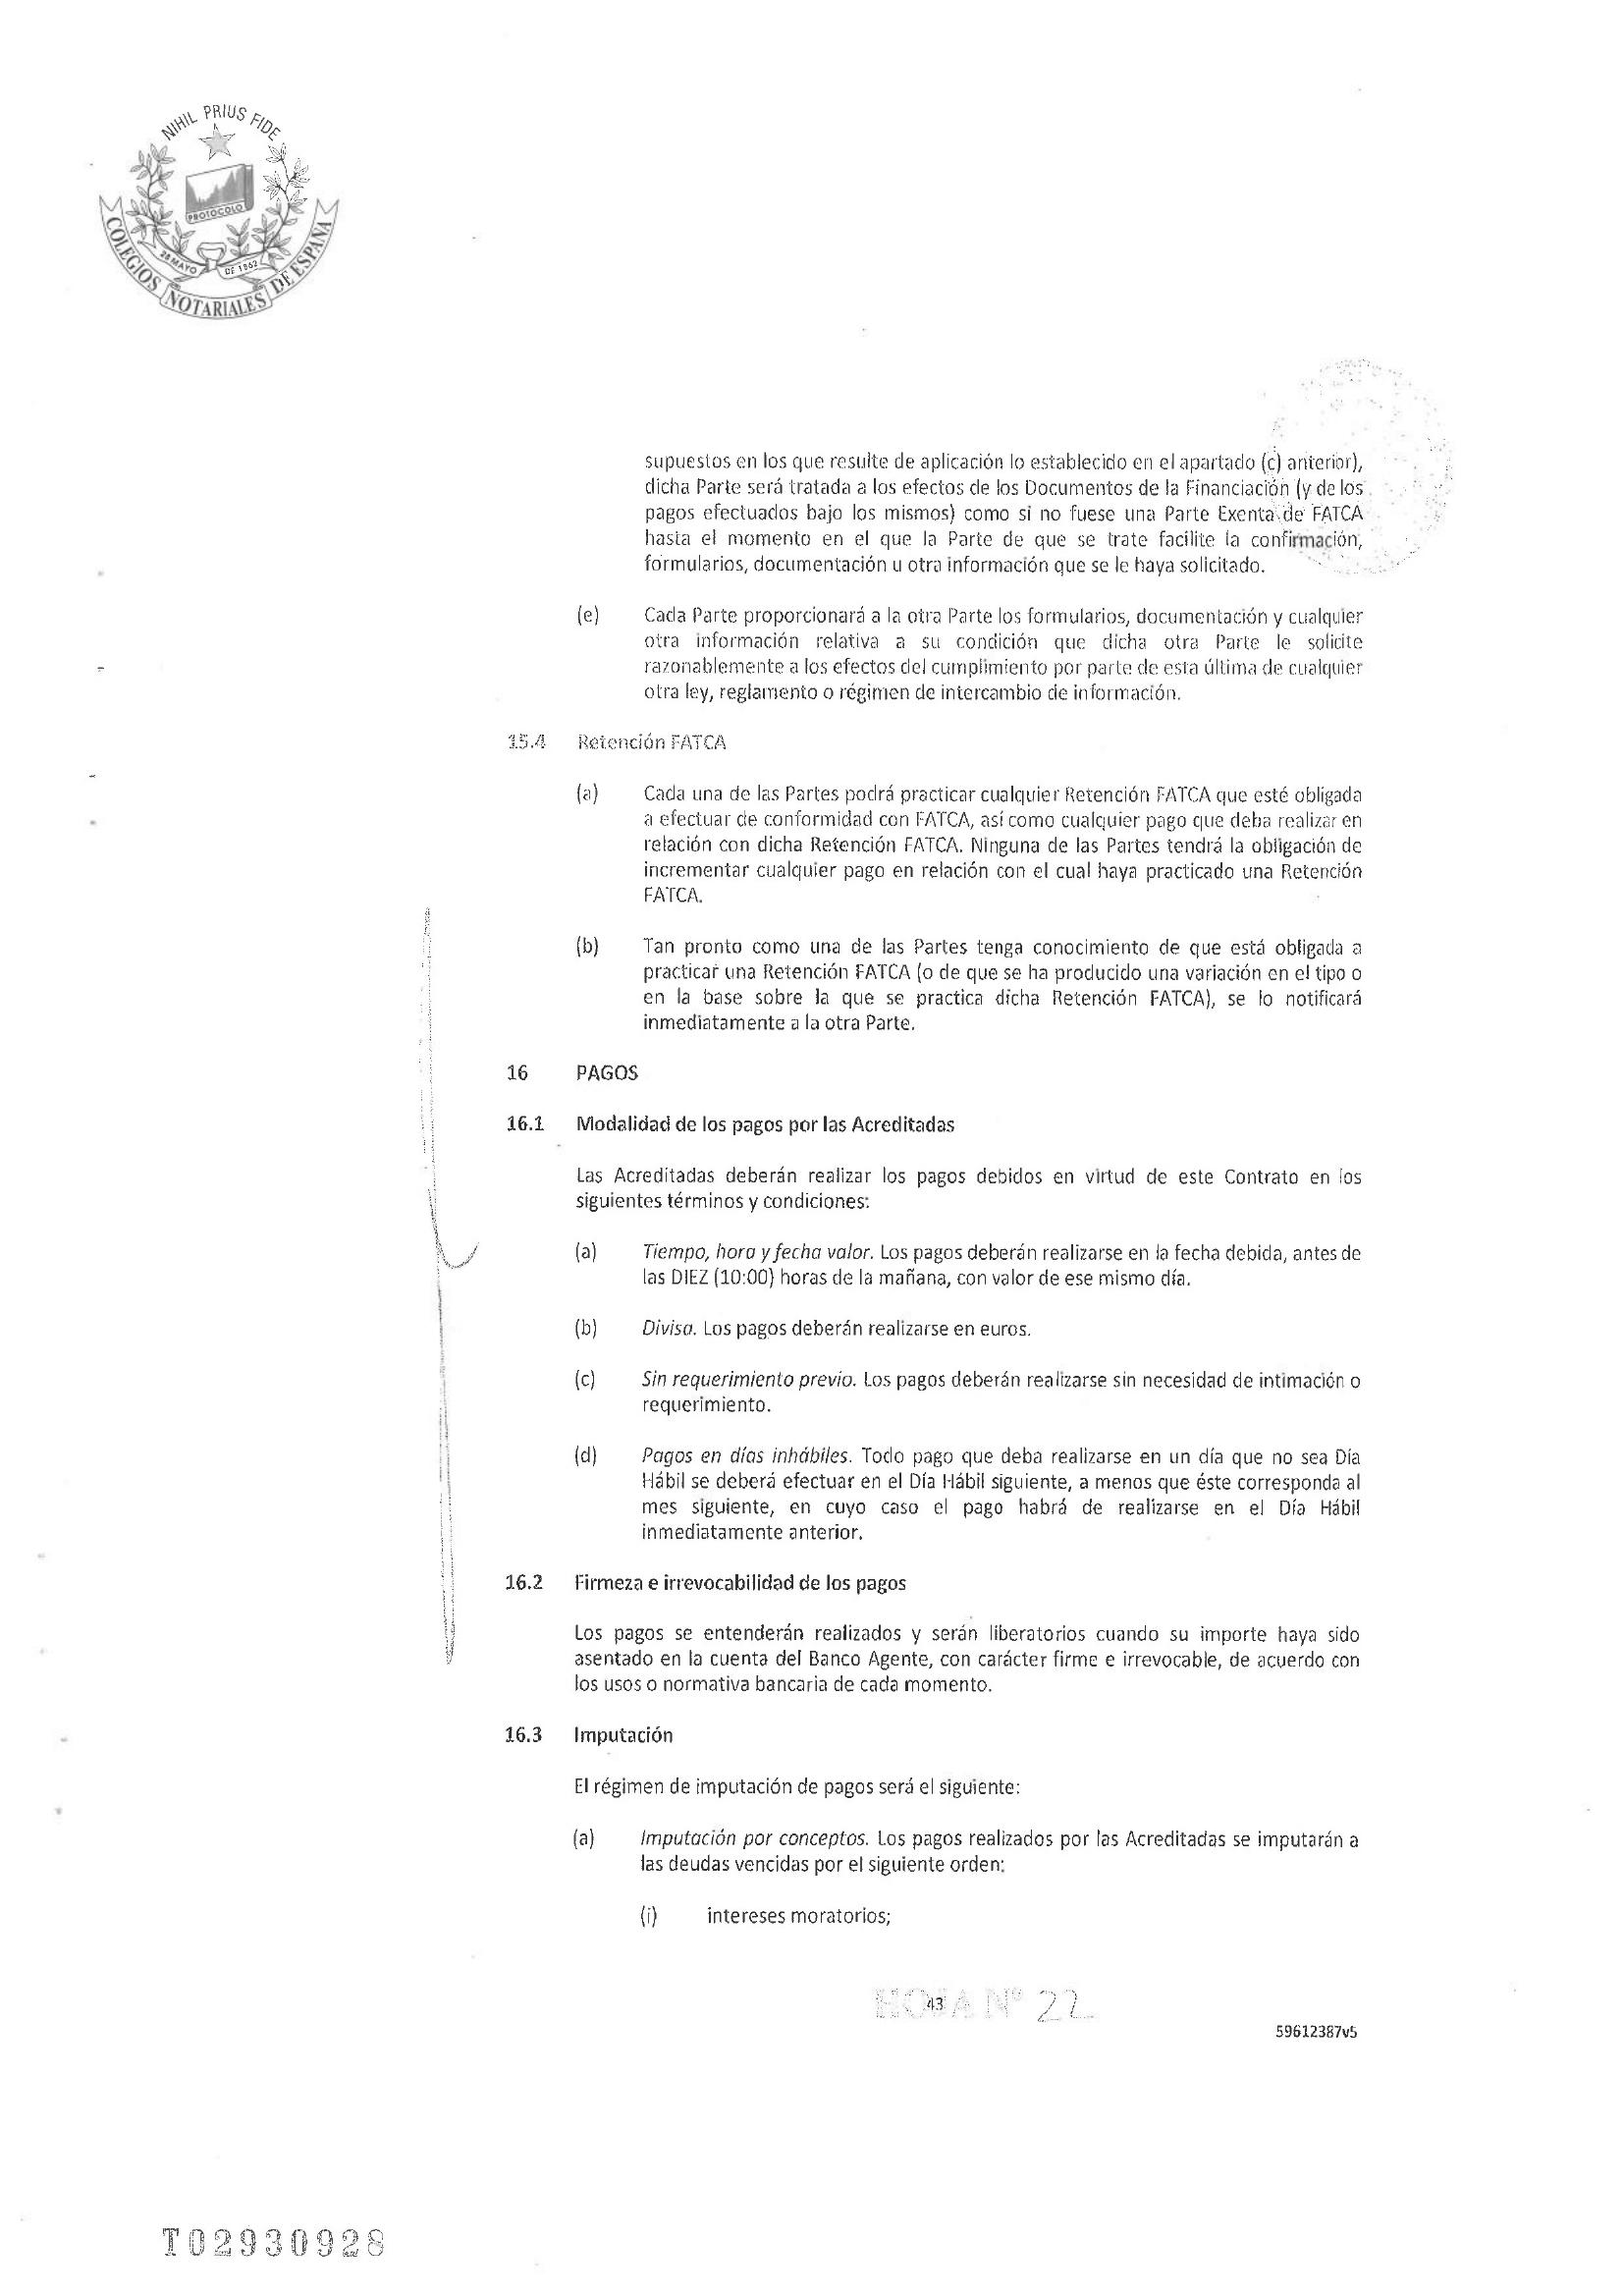 NIHIL PRIUS FIDE
PROTOCOLO
28 MAYO DE 1862
COLEGIOS NOTARIALES DE ESPAÑA
supuestos en los que resulte de aplicación lo establecido en el apartado (c) anterior),
dicha Parte será tratada a los efectos de los Documentos de la Financiación (y de los
pagos efectuados bajo los mismos) como si no fuese una Parte Exenta de FATCA
hasta el momento en el que la Parte de que se trate facilite la confirmación,
formularios, documentación u otra información que se le haya solicitado.
(e) Cada Parte proporcionará a la otra Parte los formularios, documentación y cualquier
otra información relativa a su condición que dicha otra Parte le solicite
razonablemente a los efectos del cumplimiento por parte de esta última de cualquier
otra ley, reglamento o régimen de intercambio de información.
15.4 Retención FATCA
(a) Cada una de las Partes podrá practicar cualquier Retención FATCA que esté obligada
a efectuar de conformidad con FATCA, así como cualquier pago que deba realizar en
relación con dicha Retención FATCA. Ninguna de las Partes tendrá la obligación de
incrementar cualquier pago en relación con el cual haya practicado una Retención
FATCA.
(b) Tan pronto como una de las Partes tenga conocimiento de que está obligada a
practicar una Retención FATCA (o de que se ha producido una variación en el tipo o
en la base sobre la que se practica dicha Retención FATCA), se lo notificará
inmediatamente a la otra Parte.
16 PAGOS
16.1 Modalidad de los pagos por las Acreditadas
Las Acreditadas deberán realizar los pagos debidos en virtud de este Contrato en los
siguientes términos y condiciones:
(a) Tiempo, hora y fecha valor. Los pagos deberán realizarse en la fecha debida, antes de
las DIEZ (10:00) horas de la mañana, con valor de ese mismo día.
(b) Divisa. Los pagos deberán realizarse en euros.
(c) Sin requerimiento previo. Los pagos deberán realizarse sin necesidad de intimación o
requerimiento.
(d) Pagos en días inhábiles. Todo pago que deba realizarse en un día que no sea Día
Hábil se deberá efectuar en el Día Hábil siguiente, a menos que éste corresponda al
mes siguiente, en cuyo caso el pago habrá de realizarse en el Día Hábil
inmediatamente anterior.
16.2 Firmeza e irrevocabilidad de los pagos
Los pagos se entenderán realizados y serán liberatorios cuando su importe haya sido
asentado en la cuenta del Banco Agente, con carácter firme e irrevocable, de acuerdo con
los usos o normativa bancaria de cada momento.
16.3 Imputación
El régimen de imputación de pagos será el siguiente:
(a) Imputación por conceptos. Los pagos realizados por las Acreditadas se imputarán a
las deudas vencidas por el siguiente orden:
(i) intereses moratorios;
HOJA Nº 22
43
59612387v5
T02930928